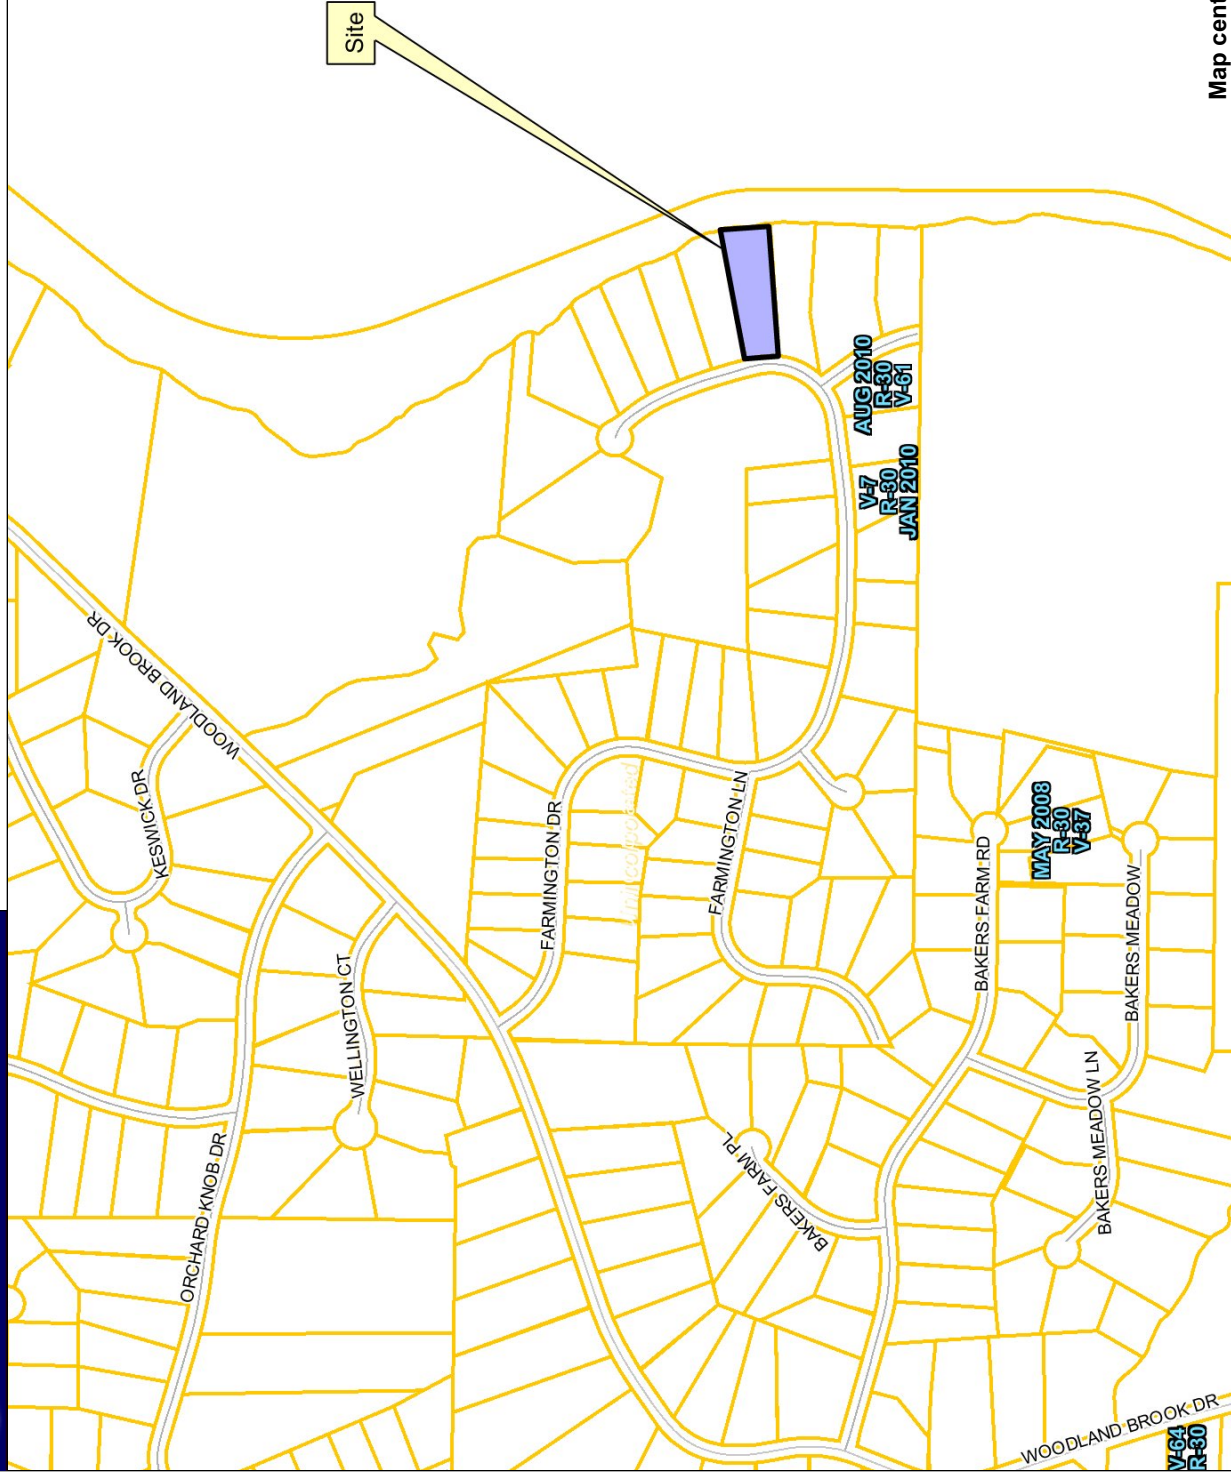 Site
Map cent
WOODLAND BROOK DR
KESWICK DR
AUG 2010
R-30
V-61
V-7
R-30
JAN 2010
FARMINGTON DR
Unincorporated
FARMINGTON LN
WELLINGTON CT
MAY 2008
R-30
V-37
BAKERS FARM RD
BAKERS MEADOW
ORCHARD KNOB DR
BAKERS FARM PL
BAKERS MEADOW LN
WOODLAND BROOK DR
V-64
R-30